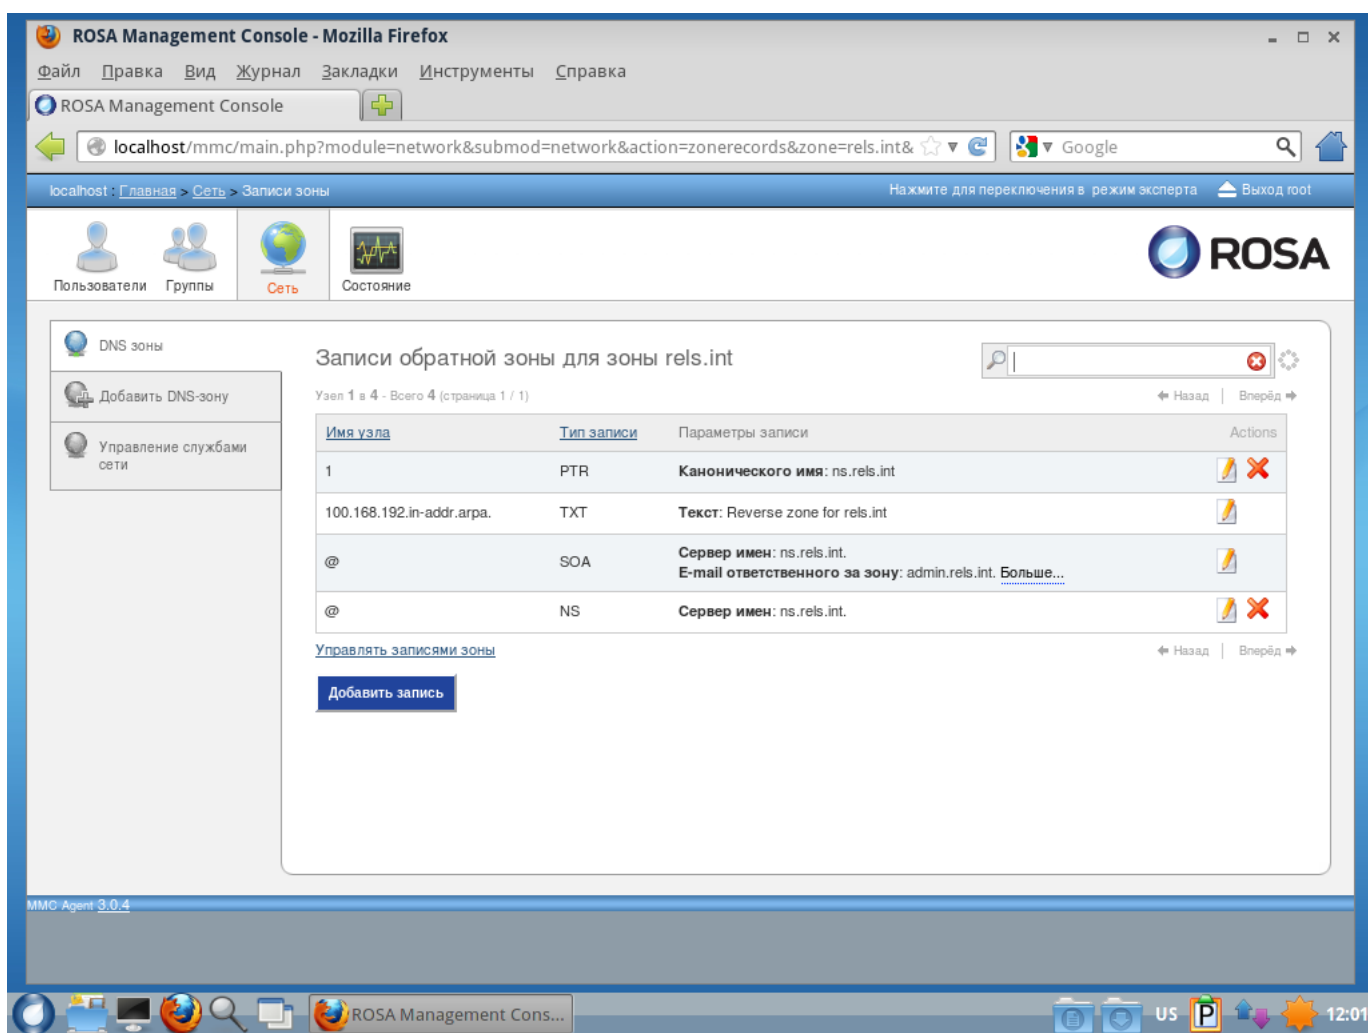 ROSA Management Console - Mozilla Firefox
Файл Правка Вид Журнал Закладки Инструменты Справка
ROSA Management Console
localhost/mmc/main.php?module=network&submod=network&action=zonerecords&zone=rels.int& Google
localhost : Главная > Сеть > Записи зоны Нажмите для переключения в режим эксперта Выход root
Пользователи Группы Сеть Состояние
ROSA
DNS зоны
Добавить DNS-зону
Управление службами
сети
Записи обратной зоны для зоны rels.int
Узел 1 в 4 - Всего 4 (страница 1 / 1) Назад Вперёд
Имя узла Тип записи Параметры записи Actions
1 PTR Канонического имя: ns.rels.int
100.168.192.in-addr.arpa. TXT Текст: Reverse zone for rels.int
@ SOA Сервер имен: ns.rels.int.
E-mail ответственного за зону: admin.rels.int. Больше...
@ NS Сервер имен: ns.rels.int.
Управлять записями зоны Назад Вперёд
Добавить запись
MMC Agent 3.0.4
ROSA Management Cons... US P 12:01